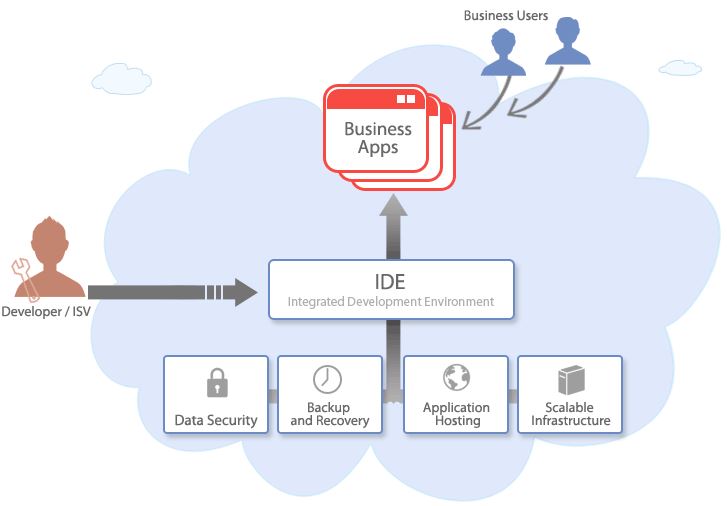 Business Users
Business
Apps
Developer / ISV
IDE
Integrated Development Environment
Data Security
Backup
and Recovery
Application
Hosting
Scalable
Infrastructure